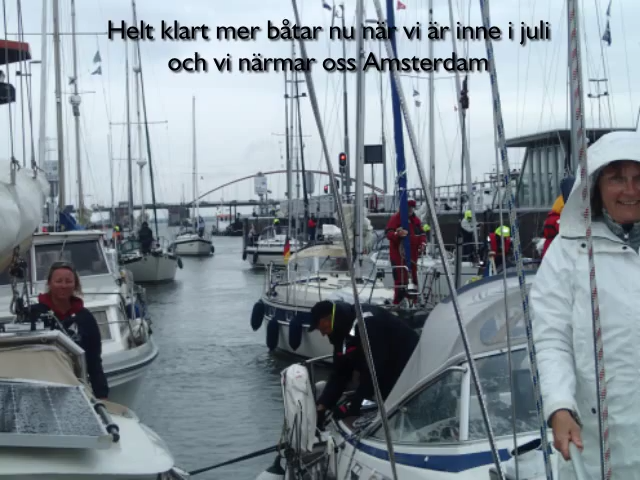 Helt klart mer båtar nu när vi är inne i juli
och vi närmar oss Amsterdam